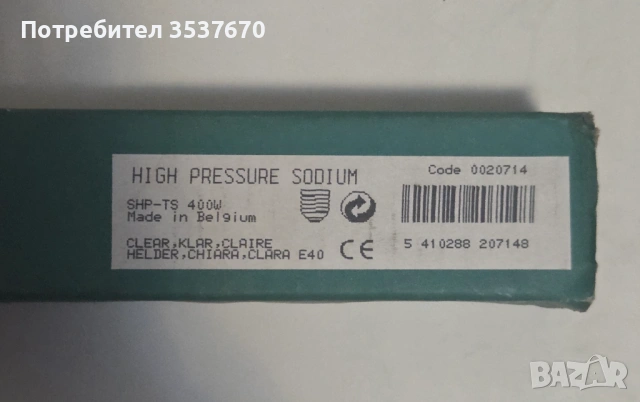 Потребител 3537670
HIGH PRESSURE SODIUM
Code 0020714
SHP-TS 400W
Made in Belgium
CLEAR,KLAR,CLAIRE
HELDER,CHIARA,CLARA E40
CE
5 410288 207148
BAZAR